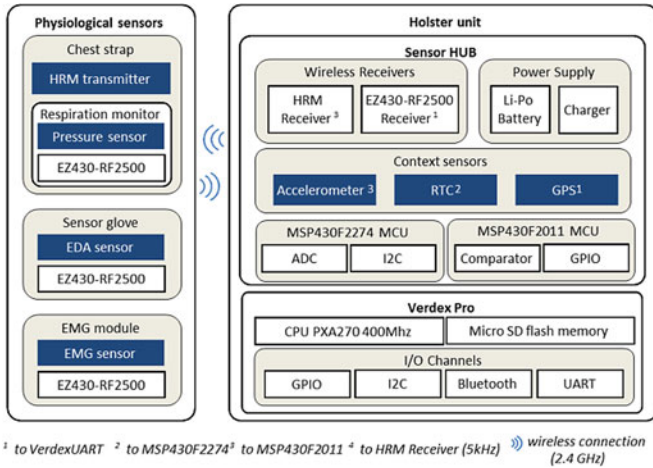 Physiological sensors
Chest strap
HRM transmitter
Respiration monitor
Pressure sensor
EZ430-RF2500
Sensor glove
EDA sensor
EZ430-RF2500
EMG module
EMG sensor
EZ430-RF2500
Holster unit
Sensor HUB
Wireless Receivers
HRM
Receiver ³
EZ430-RF2500
Receiver ¹
Power Supply
Li-Po
Battery
Charger
Context sensors
Accelerometer ³
RTC²
GPS¹
MSP430F2274 MCU
ADC
I2C
MSP430F2011 MCU
Comparator
GPIO
Verdex Pro
CPU PXA270 400Mhz
Micro SD flash memory
I/O Channels
GPIO
I2C
Bluetooth
UART
¹ to VerdexUART ² to MSP430F2274 ³ to MSP430F2011 ⁴ to HRM Receiver (5kHz)
wireless connection
(2.4 GHz)